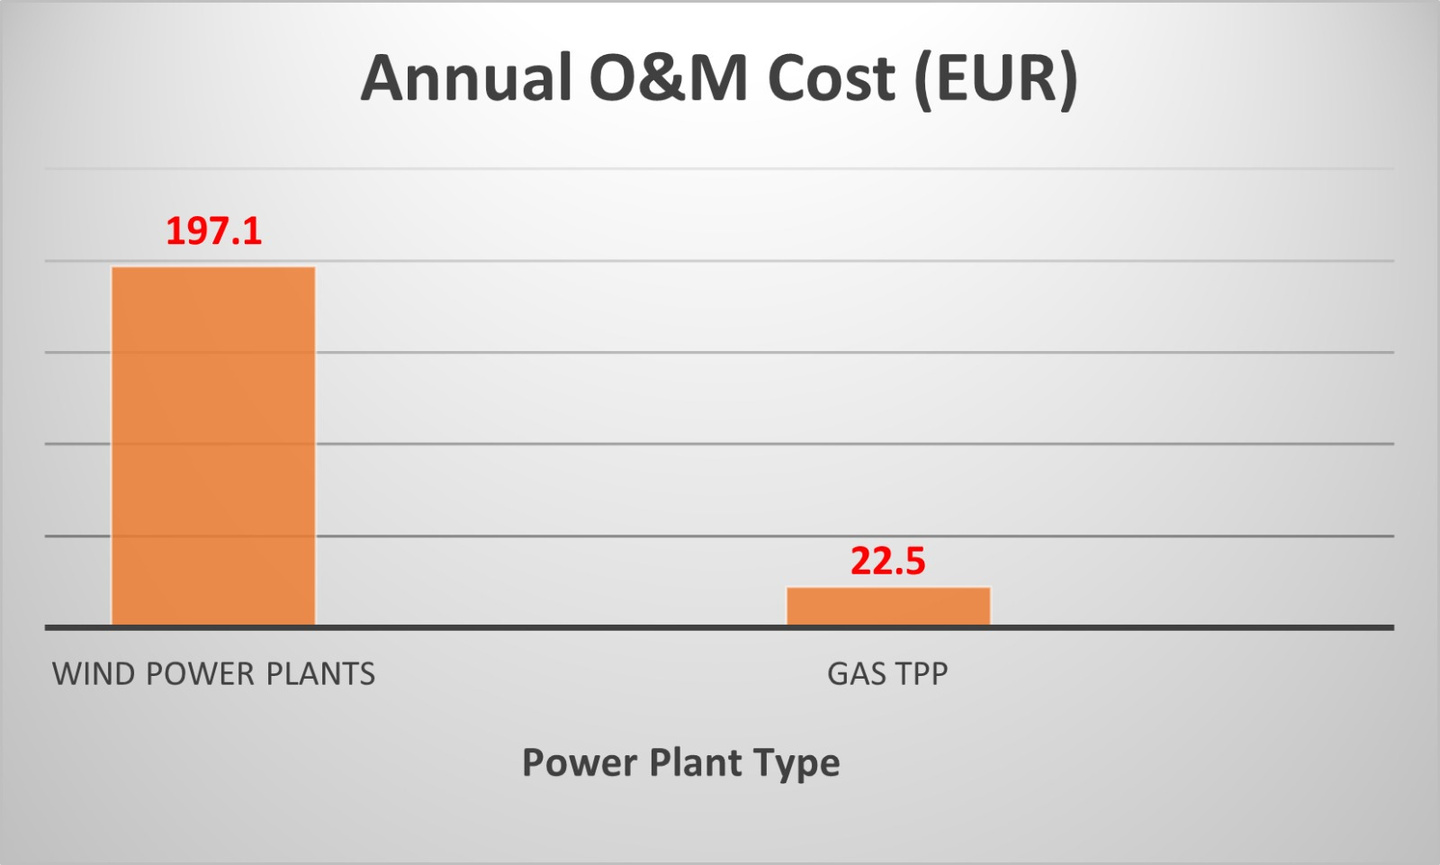 Annual O&M Cost (EUR)
197.1
22.5
WIND POWER PLANTS
GAS TPP
Power Plant Type